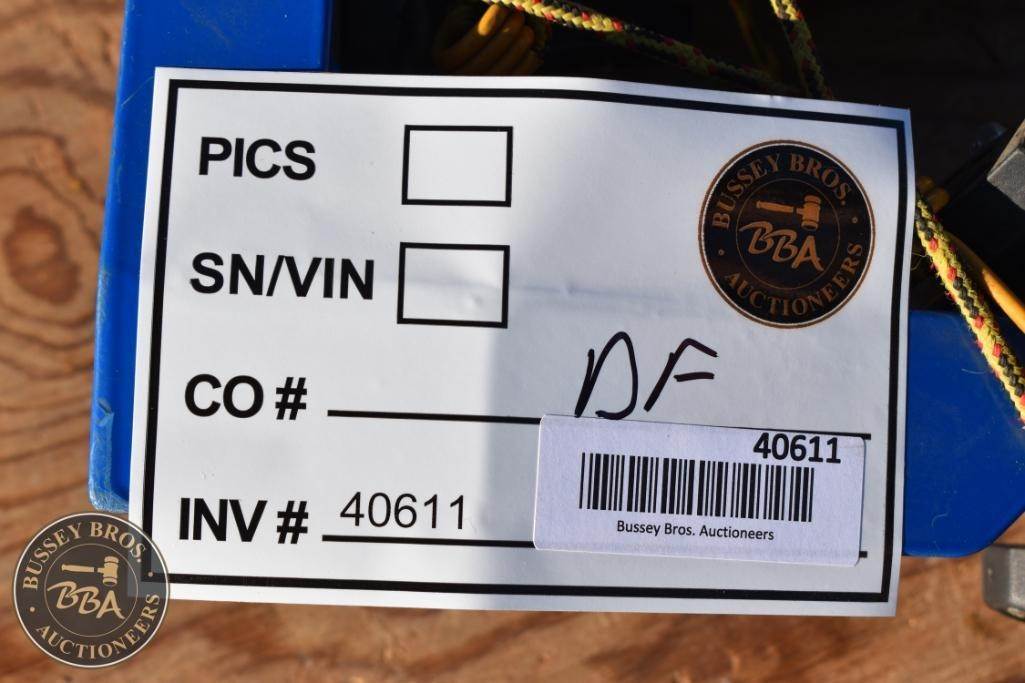 PICS
BUSSEY BROS.
BBA
AUCTIONEERS
SN/VIN
CO # DF
40611
INV # 40611
Bussey Bros. Auctioneers
BUSSEY BROS.
BBA
AUCTIONEERS